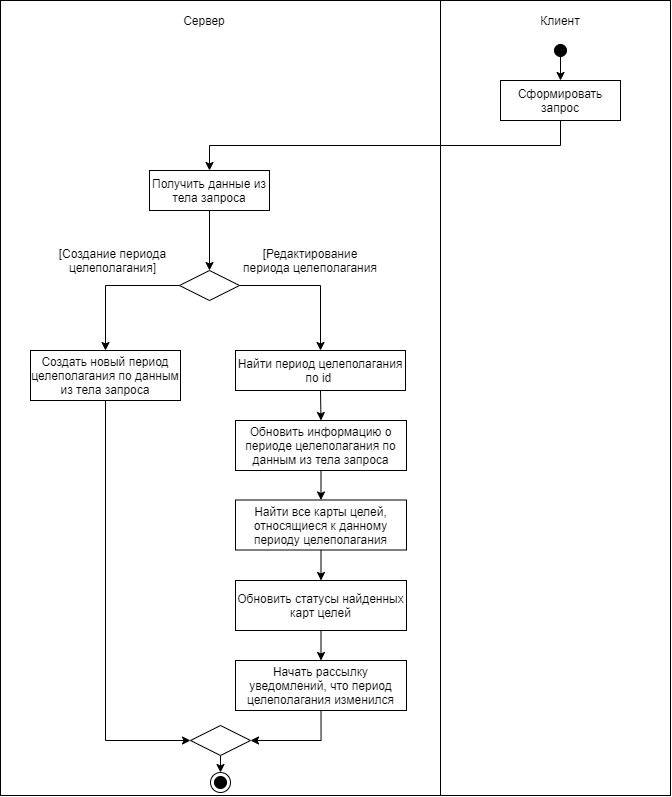 Сервер
Клиент
Сформировать
запрос
Получить данные из
тела запроса
[Создание периода
целеполагания]
[Редактирование
периода целеполагания
Создать новый период
целеполагания по данным
из тела запроса
Найти период целеполагания
по id
Обновить информацию о
периоде целеполагания по
данным из тела запроса
Найти все карты целей,
относящиеся к данному
периоду целеполагания
Обновить статусы найденных
карт целей
Начать рассылку
уведомлений, что период
целеполагания изменился